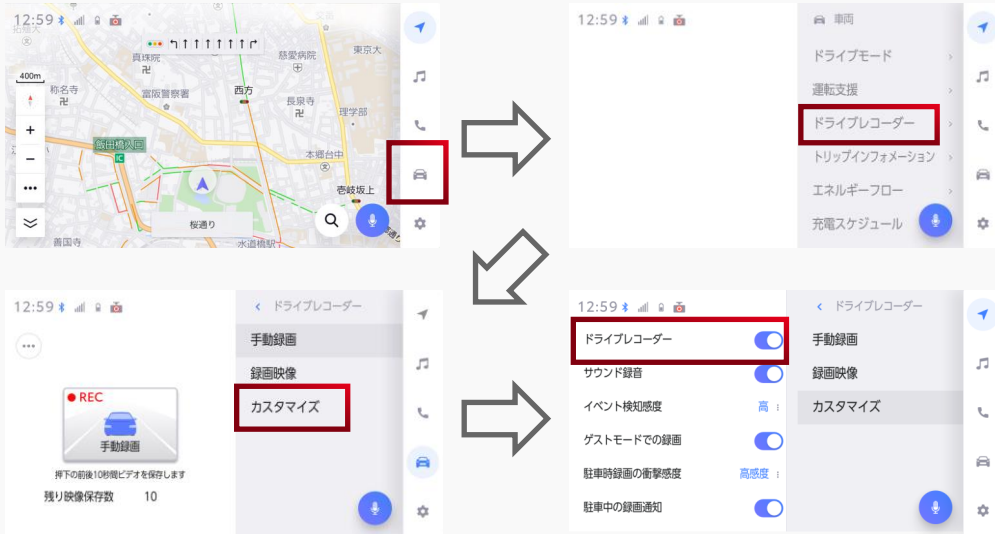 12:59
400m
真珠院
慈愛病院
東京大
称名寺
富阪警察署
西方
長泉寺
理学部
飯田橋入口
IC
本郷台中
壱岐坂上
桜通り
善国寺
水道橋駅
12:59
車両
ドライブモード
運転支援
ドライブレコーダー
トリップインフォメーション
エネルギーフロー
充電スケジュール
12:59
REC
手動録画
押下の前後10秒間ビデオを保存します
残り映像保存数 10
ドライブレコーダー
手動録画
録画映像
カスタマイズ
12:59
ドライブレコーダー
サウンド録音
イベント検知感度 高
ゲストモードでの録画
駐車時録画の衝撃感度 高感度
駐車中の録画通知
ドライブレコーダー
手動録画
録画映像
カスタマイズ